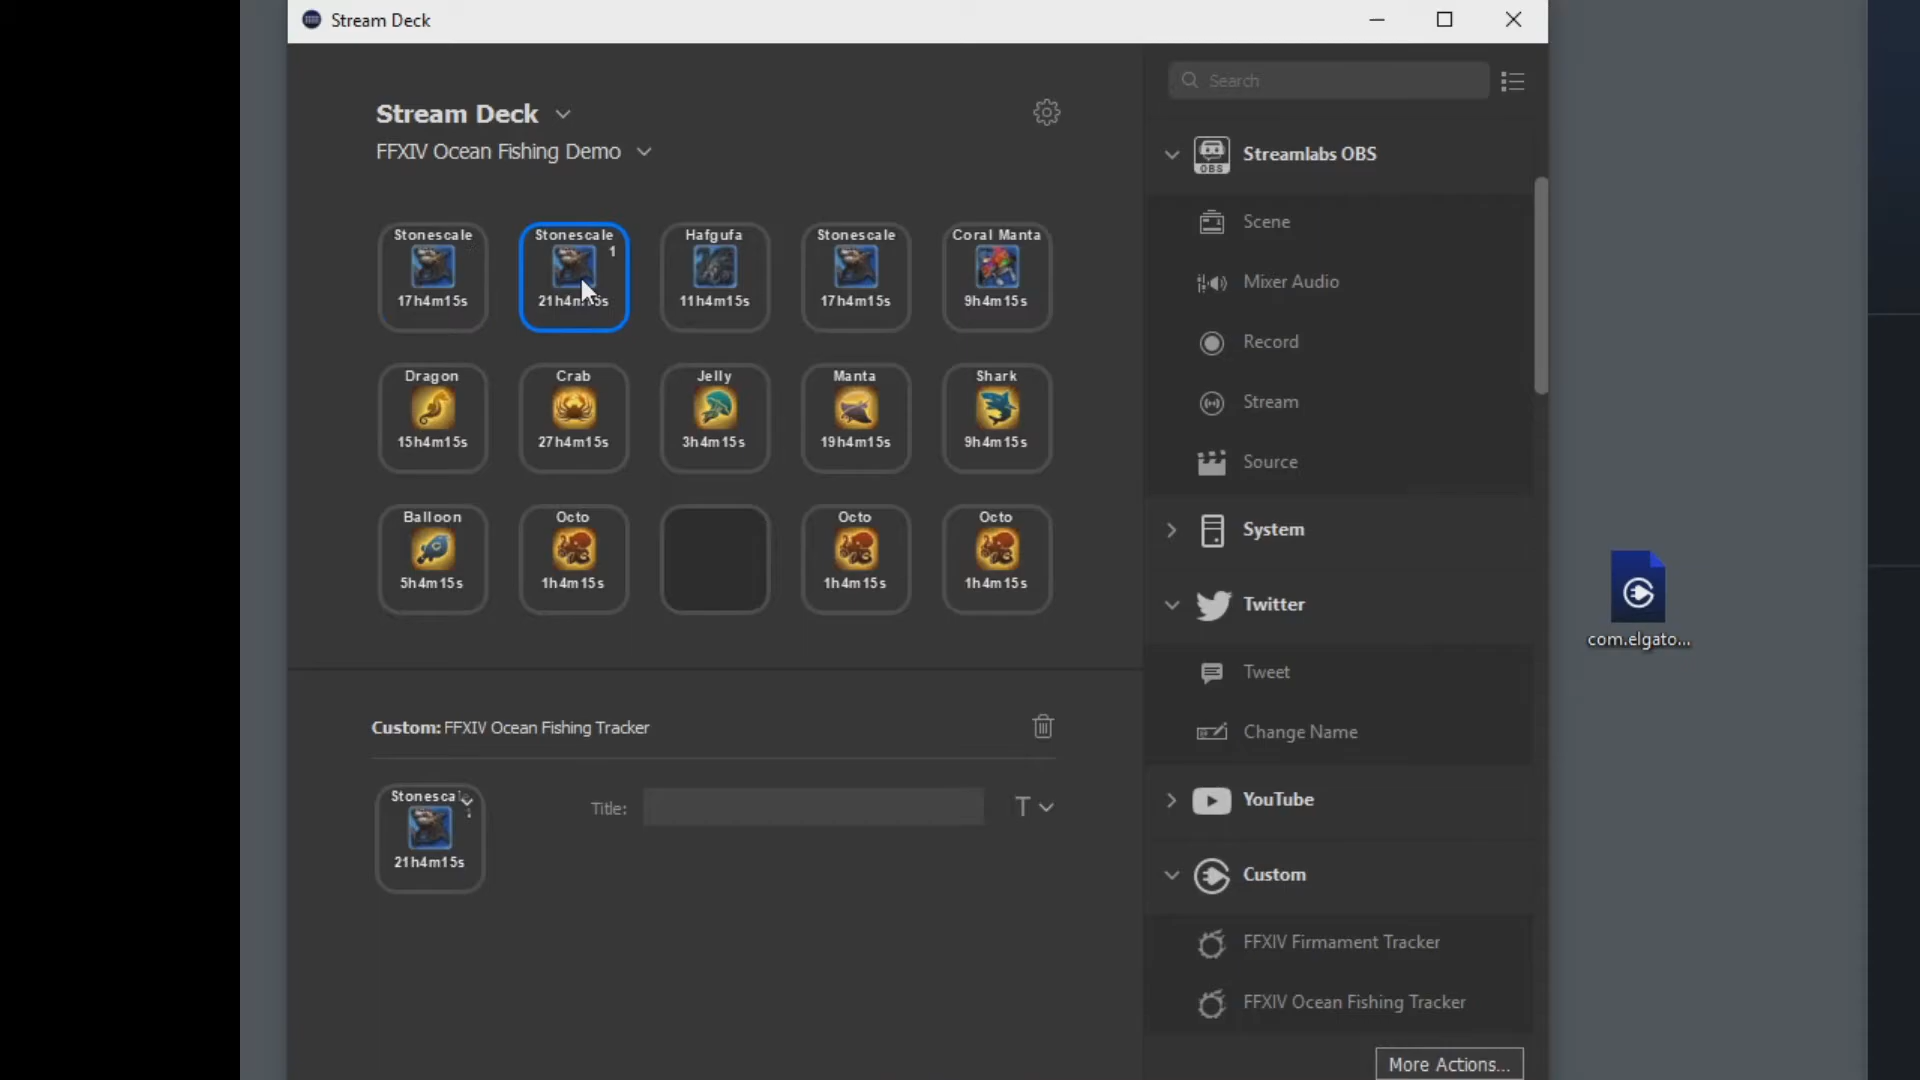 Stream Deck
Search
Stream Deck
FFXIV Ocean Fishing Demo
Streamlabs OBS
OBS
Scene
Mixer Audio
Record
Stream
Source
System
Twitter
Tweet
Change Name
YouTube
Custom
FFXIV Firmament Tracker
FFXIV Ocean Fishing Tracker
More Actions...
Stonescale
17h4m15s
Stonescale
1
Hafgufa
11h4m15s
Stonescale
17h4m15s
Coral Manta
9h4m15s
Dragon
15h4m15s
Crab
27h4m15s
Jelly
3h4m15s
Manta
19h4m15s
Shark
9h4m15s
Balloon
5h4m15s
Octo
1h4m15s
Octo
1h4m15s
Octo
1h4m15s
Custom: FFXIV Ocean Fishing Tracker
1
21h4m15s
Title:
T
com.elgato...